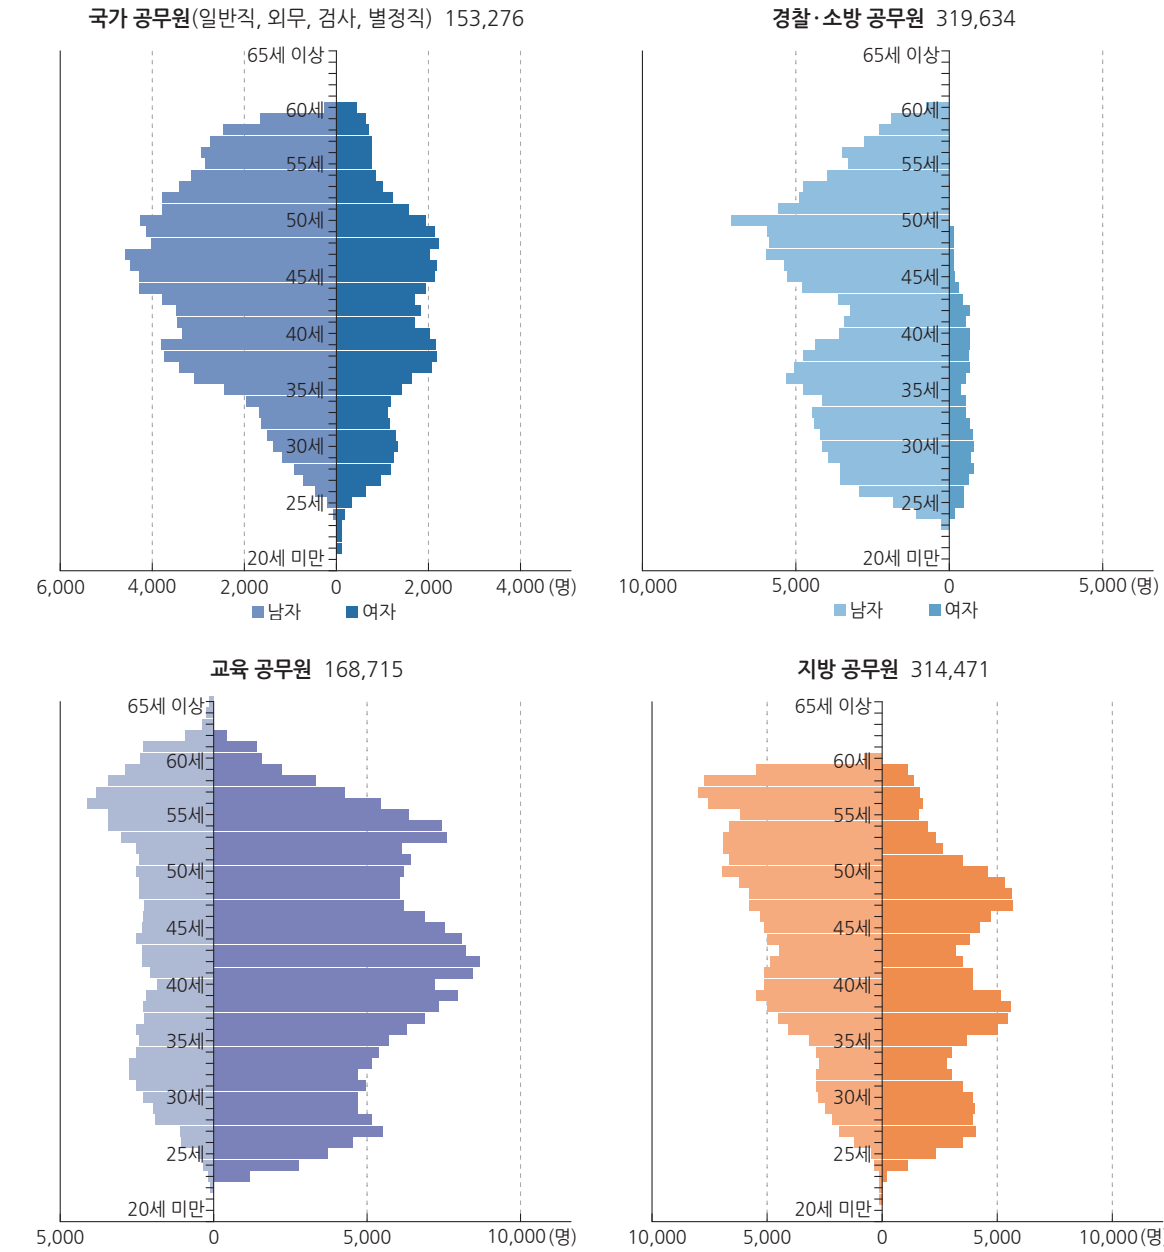 국가 공무원(일반직, 외무, 검사, 별정직) 153,276
65세 이상
60세
55세
50세
45세
40세
35세
30세
25세
20세 미만
6,000 4,000 2,000 0 2,000 4,000 (명)
남자 여자
경찰·소방 공무원 319,634
65세 이상
60세
55세
50세
45세
40세
35세
30세
25세
20세 미만
10,000 5,000 0 5,000 (명)
남자 여자
교육 공무원 168,715
65세 이상
60세
55세
50세
45세
40세
35세
30세
25세
20세 미만
5,000 0 5,000 10,000 (명)
지방 공무원 314,471
65세 이상
60세
55세
50세
45세
40세
35세
30세
25세
20세 미만
10,000 5,000 0 5,000 10,000 (명)